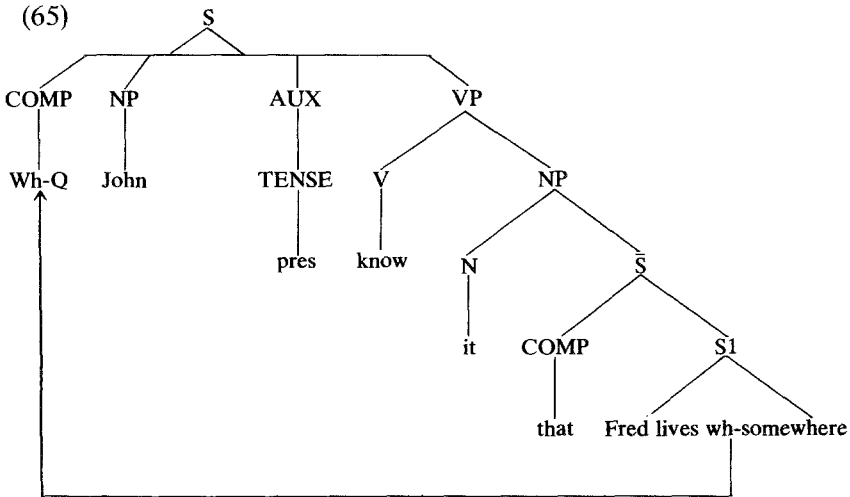 (65)
S
COMP NP AUX VP
Wh-Q John TENSE V NP
pres know N S̄
it COMP S1
that Fred lives wh-somewhere